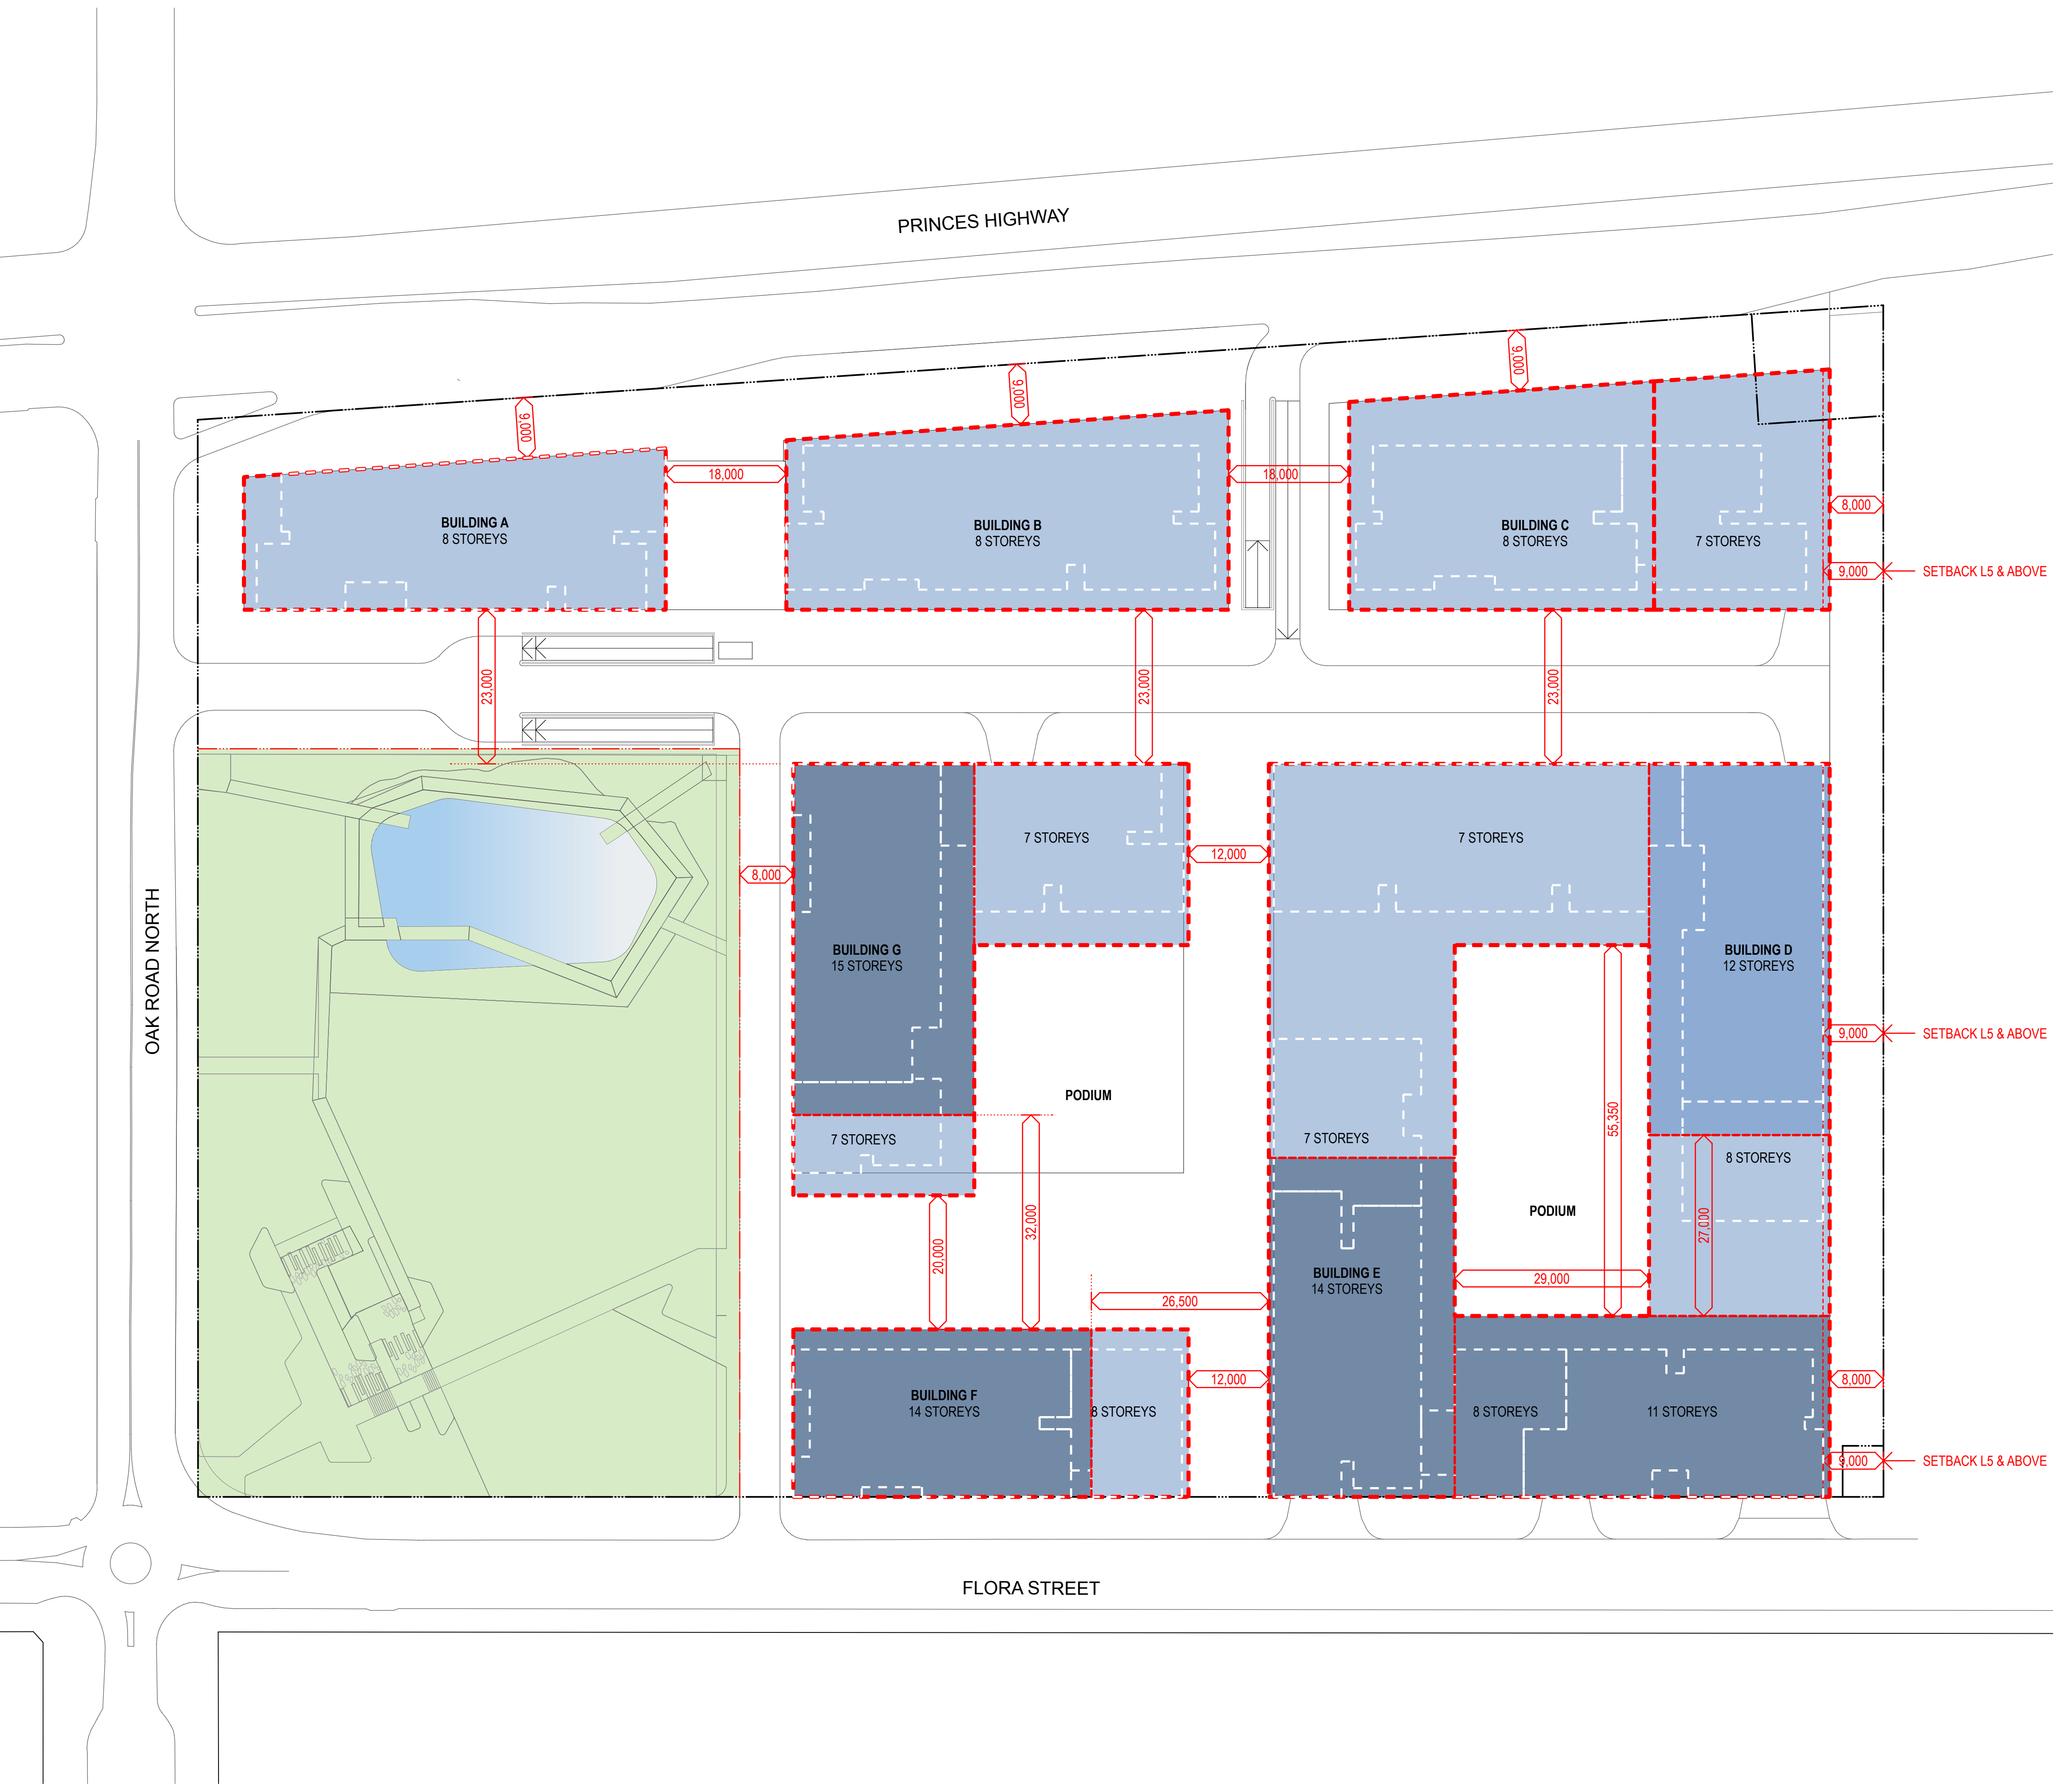 PRINCES HIGHWAY
9,000
9,000
9,000
18,000
18,000
BUILDING A
8 STOREYS
BUILDING B
8 STOREYS
BUILDING C
8 STOREYS
7 STOREYS
8,000
9,000
SETBACK L5 & ABOVE
23,000
23,000
23,000
OAK ROAD NORTH
8,000
7 STOREYS
12,000
7 STOREYS
BUILDING G
15 STOREYS
BUILDING D
12 STOREYS
9,000
SETBACK L5 & ABOVE
PODIUM
55,350
7 STOREYS
7 STOREYS
8 STOREYS
PODIUM
20,000
32,000
27,000
BUILDING E
14 STOREYS
29,000
26,500
12,000
8,000
BUILDING F
14 STOREYS
8 STOREYS
8 STOREYS
11 STOREYS
9,000
SETBACK L5 & ABOVE
FLORA STREET